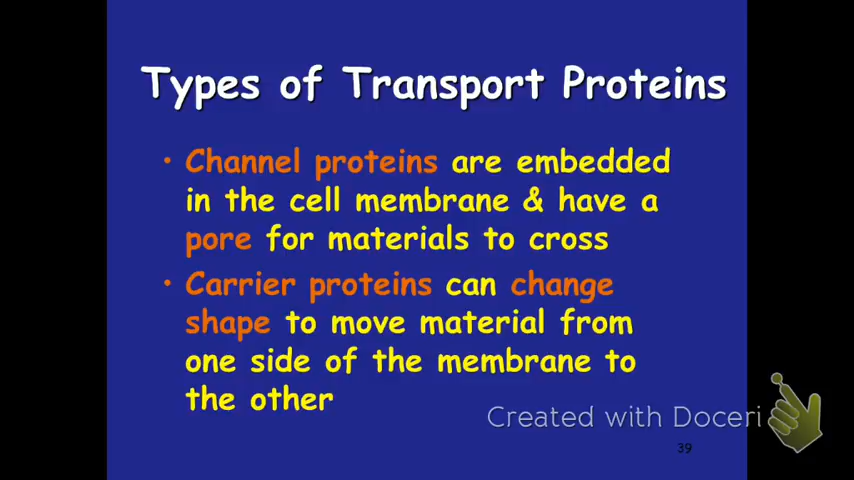 Types of Transport Proteins
• Channel proteins are embedded
in the cell membrane & have a
pore for materials to cross
• Carrier proteins can change
shape to move material from
one side of the membrane to
the other
Created with Doceri
39